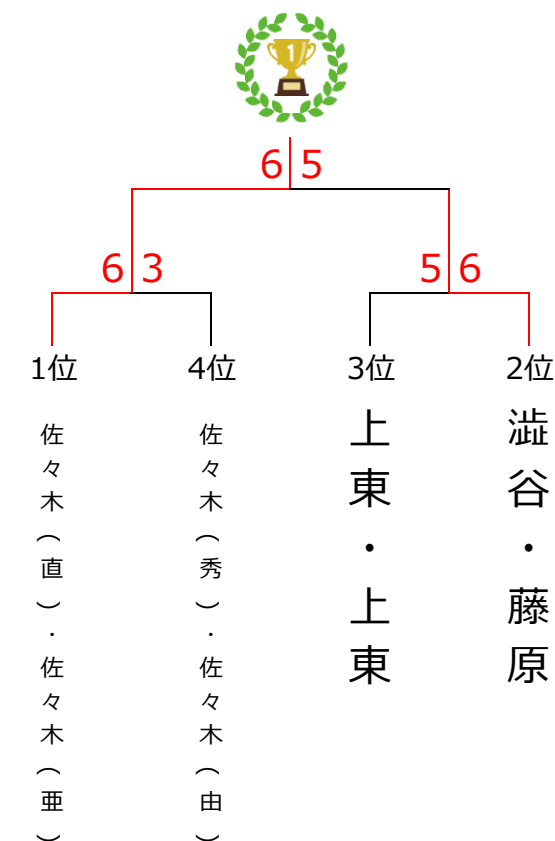 1
6 5
6 3
5 6
1位
4位
3位
2位
佐々木(直)・佐々木(亜)
佐々木(秀)・佐々木(由)
上東・上東
澁谷・藤原